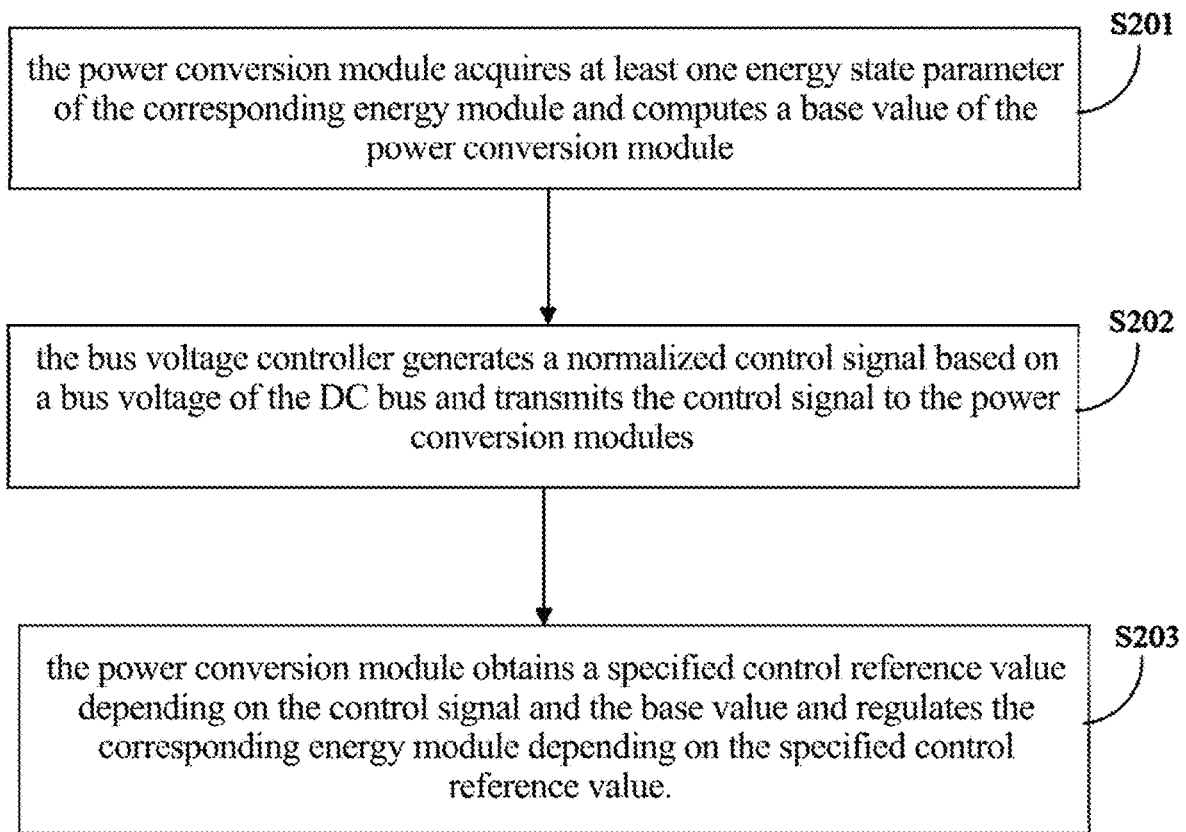 S201
the power conversion module acquires at least one energy state parameter
of the corresponding energy module and computes a base value of the
power conversion module
S202
the bus voltage controller generates a normalized control signal based on
a bus voltage of the DC bus and transmits the control signal to the power
conversion modules
S203
the power conversion module obtains a specified control reference value
depending on the control signal and the base value and regulates the
corresponding energy module depending on the specified control
reference value.